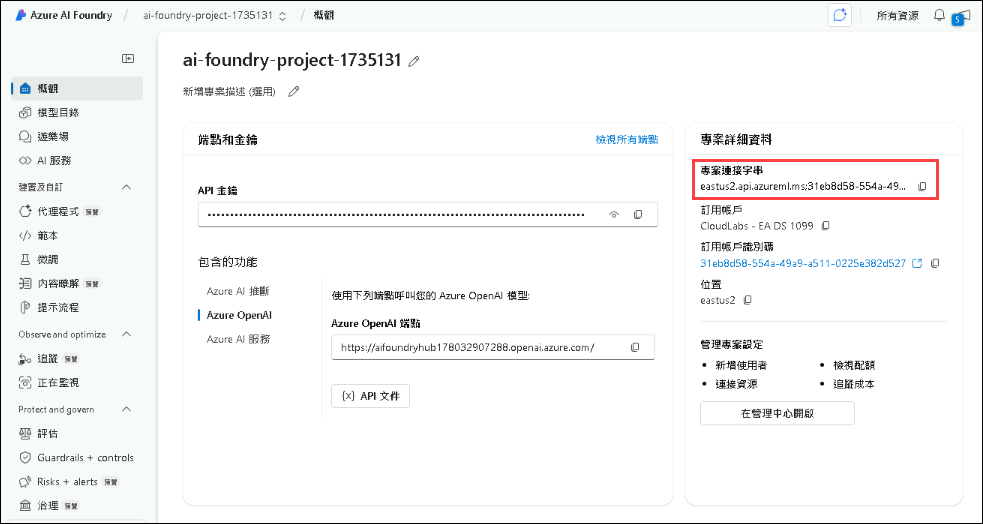 Azure AI Foundry / ai-foundry-project-1735131 / 概觀
所有資源
5
概觀
模型目錄
遊樂場
AI 服務
建置及自訂
代理程式 預覽
範本
微調
內容瞭解 預覽
提示流程
Observe and optimize
追蹤 預覽
正在監視
Protect and govern
評估
Guardrails + controls
Risks + alerts 預覽
治理 預覽
ai-foundry-project-1735131
新增專案描述 (選用)
端點和金鑰
檢視所有端點
API 金鑰
••••••••••••••••••••••••••••••••••••••••••••••••••••••••••••••••••••••••••••••••••••
包含的功能
Azure AI 推斷
Azure OpenAI
Azure AI 服務
使用下列端點呼叫您的 Azure OpenAI 模型:
Azure OpenAI 端點
https://aifoundryhub178032907288.openai.azure.com/
{x} API 文件
專案詳細資料
專案連接字串
eastus2.api.azureml.ms;31eb8d58-554a-49...
訂用帳戶
CloudLabs - EA DS 1099
訂用帳戶識別碼
31eb8d58-554a-49a9-a511-0225e382d527
位置
eastus2
管理專案設定
• 新增使用者
• 檢視配額
• 連接資源
• 追蹤成本
在管理中心開啟